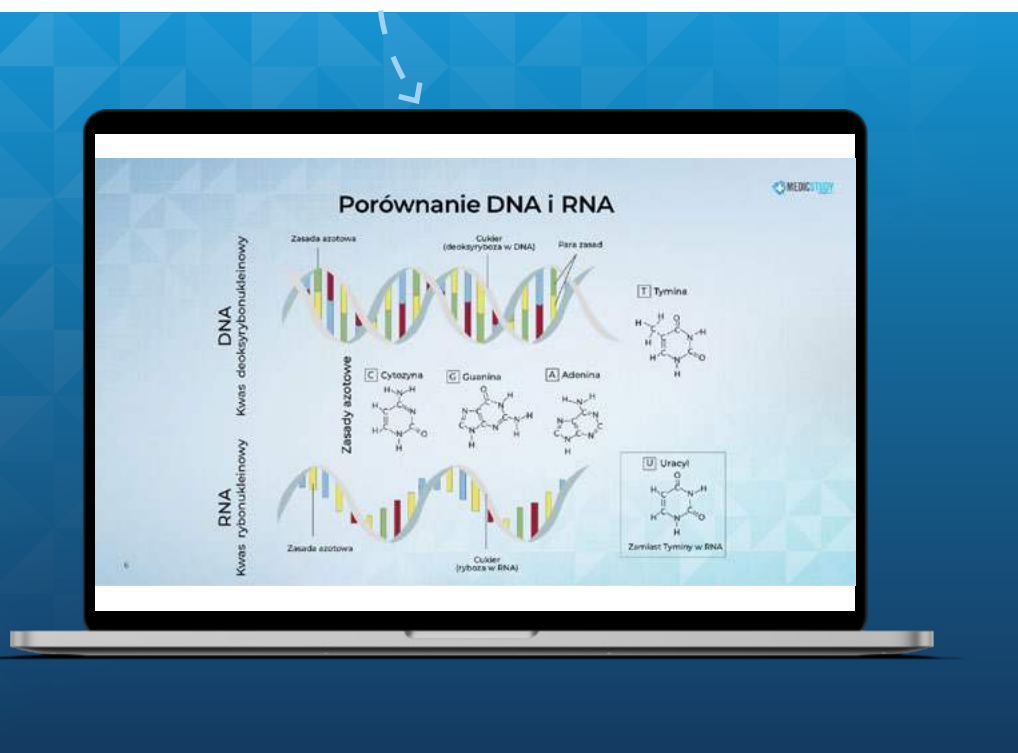 MEDICSTUDY
Porównanie DNA i RNA
DNA
Kwas deoksyrybonukleinowy
Zasada azotowa
Cukier
(deoksyryboza w DNA)
Para zasad
T Tymina
H
H C O
H C C N H
H C N C O
H
Zasady azotowe
C Cytozyna
H N H
H C C N
H C N C O
H
G Guanina
O
N C C N H
C N C N C N H
H H
A Adenina
H N H
N C C N
C N C N C
H
RNA
Kwas rybonukleinowy
Zasada azotowa
Cukier
(ryboza w RNA)
U Uracyl
O
H C C N H
H C N C O
H
Zamiast Tyminy w RNA
6